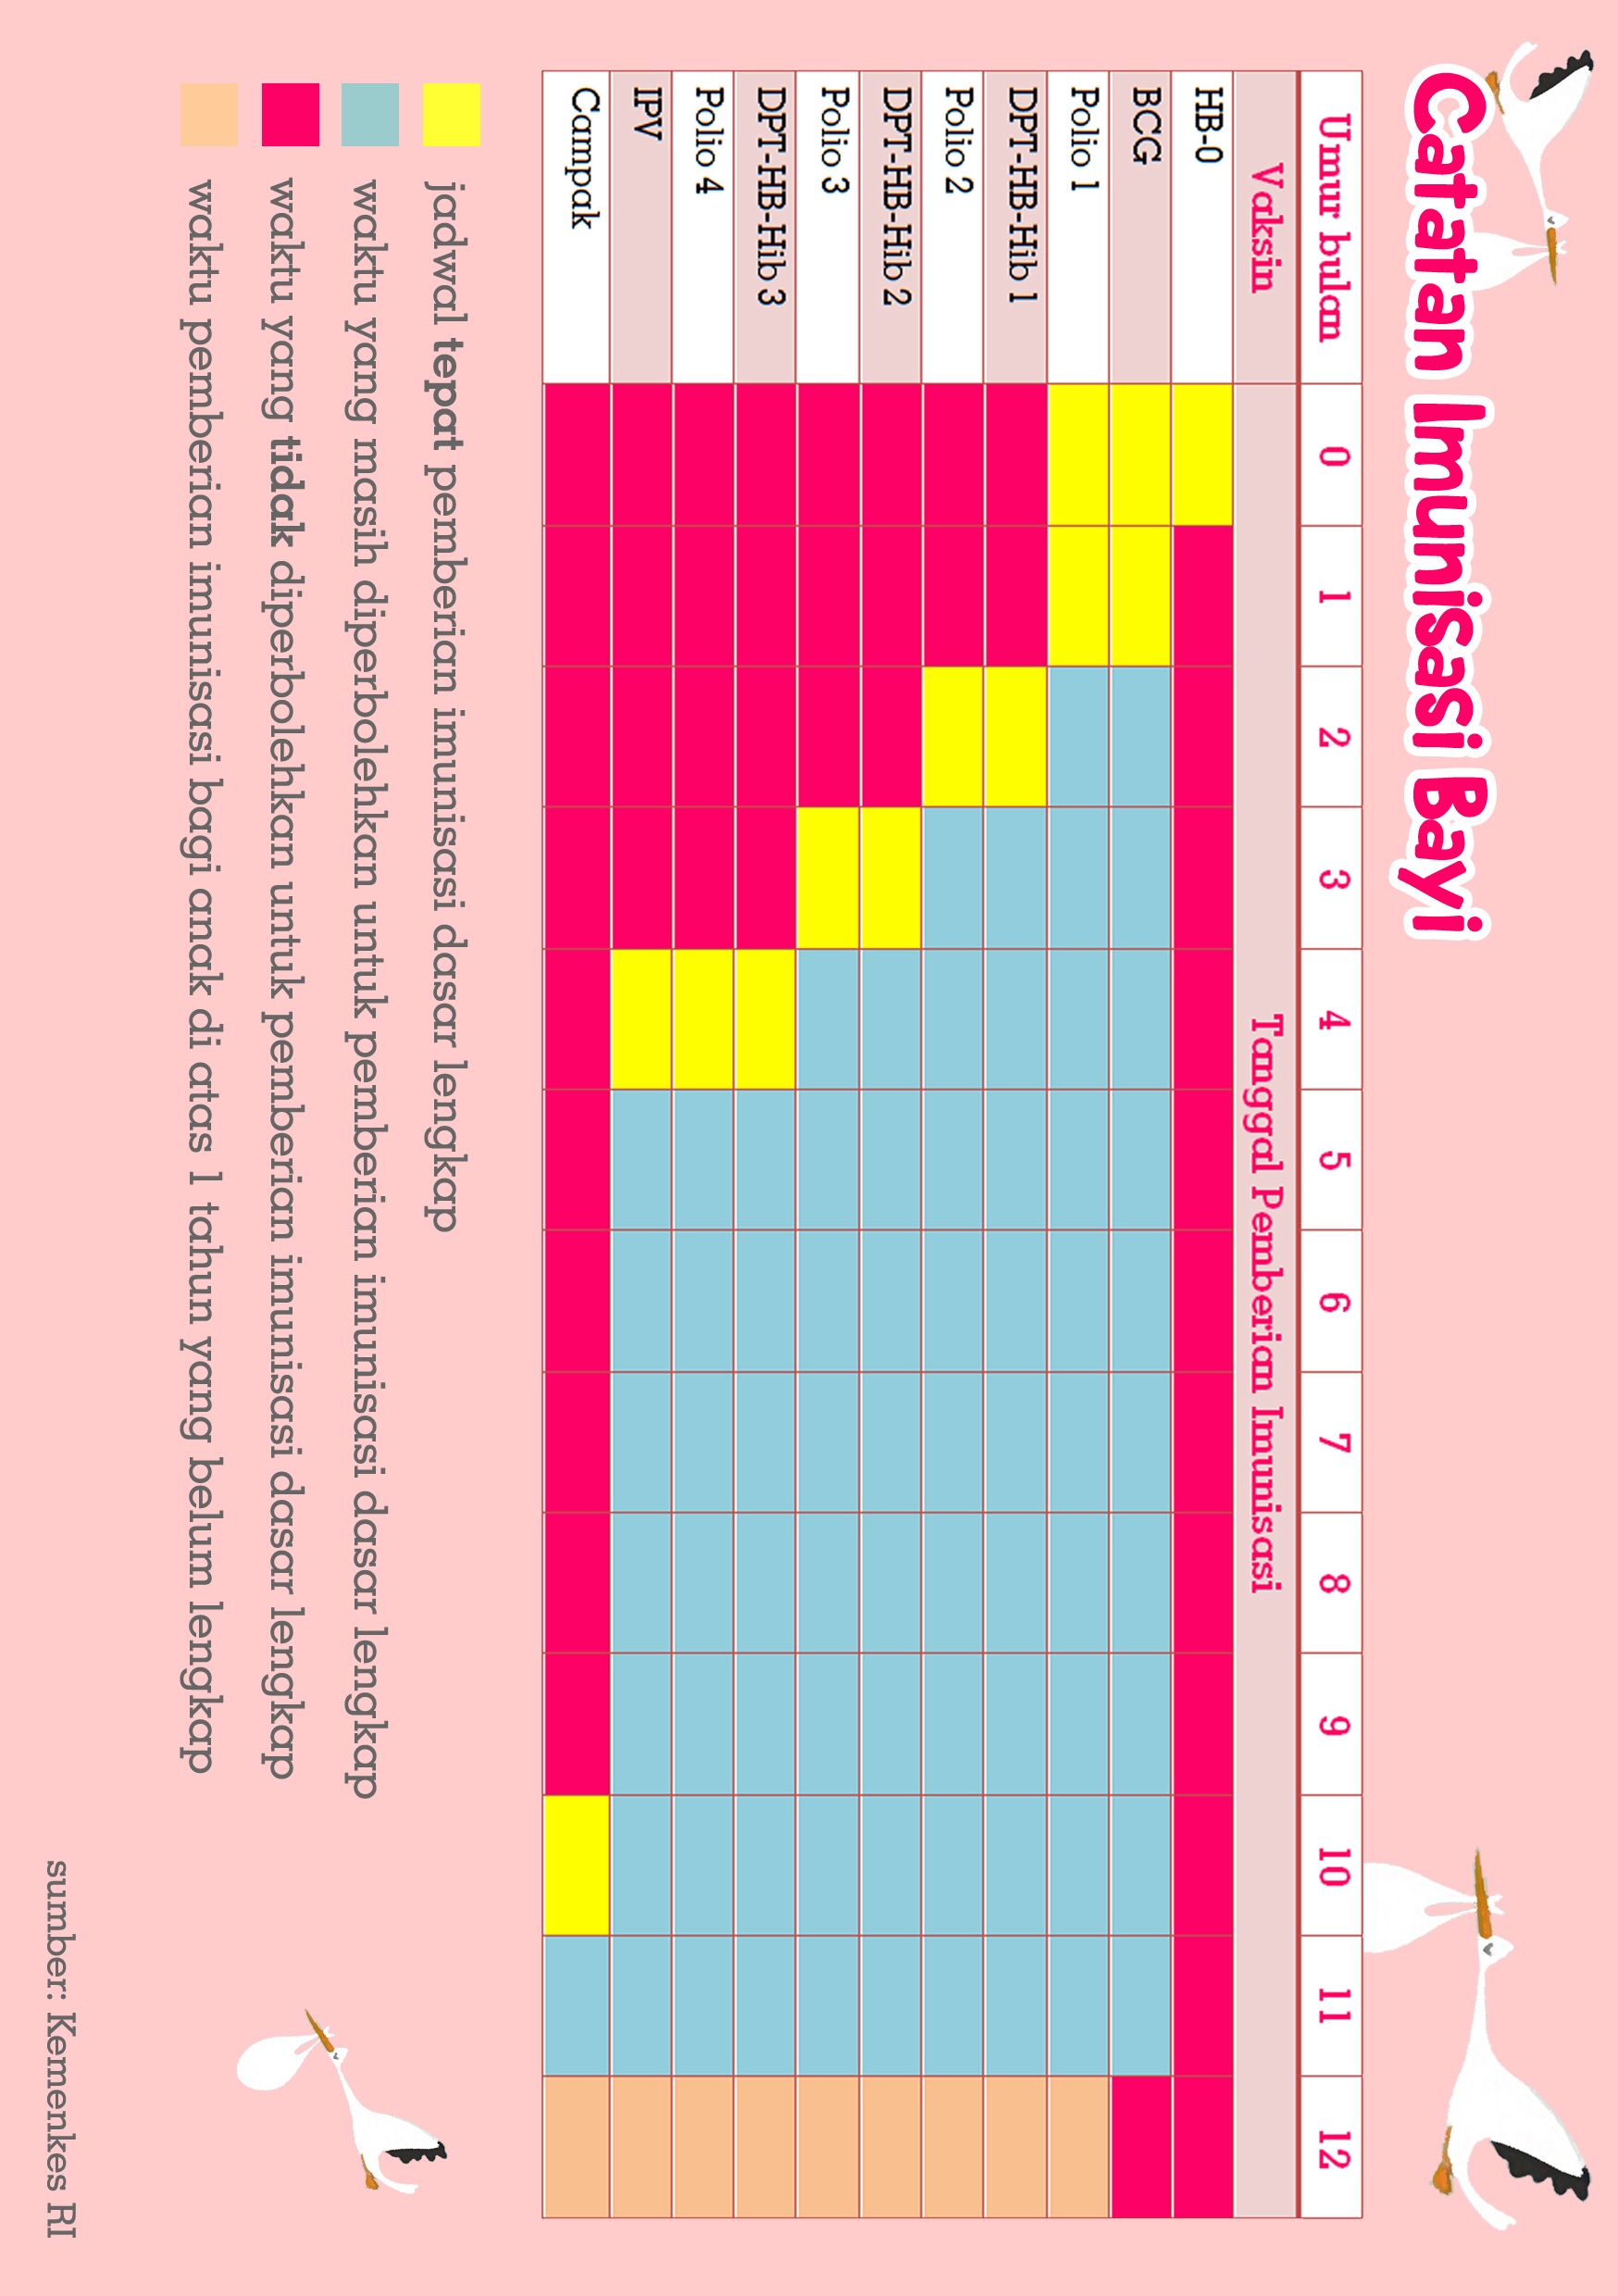 Catatan Imunisasi Bayi
Umur bulan 0 1 2 3 4 5 6 7 8 9 10 11 12
Vaksin Tanggal Pemberian Imunisasi
HB-0
BCG
Polio 1
DPT-HB-Hib 1
Polio 2
DPT-HB-Hib 2
Polio 3
DPT-HB-Hib 3
Polio 4
IPV
Campak
jadwal tepat pemberian imunisasi dasar lengkap
waktu yang masih diperbolehkan untuk pemberian imunisasi dasar lengkap
waktu yang tidak diperbolehkan untuk pemberian imunisasi dasar lengkap
waktu pemberian imunisasi bagi anak di atas 1 tahun yang belum lengkap
sumber: Kemenkes RI